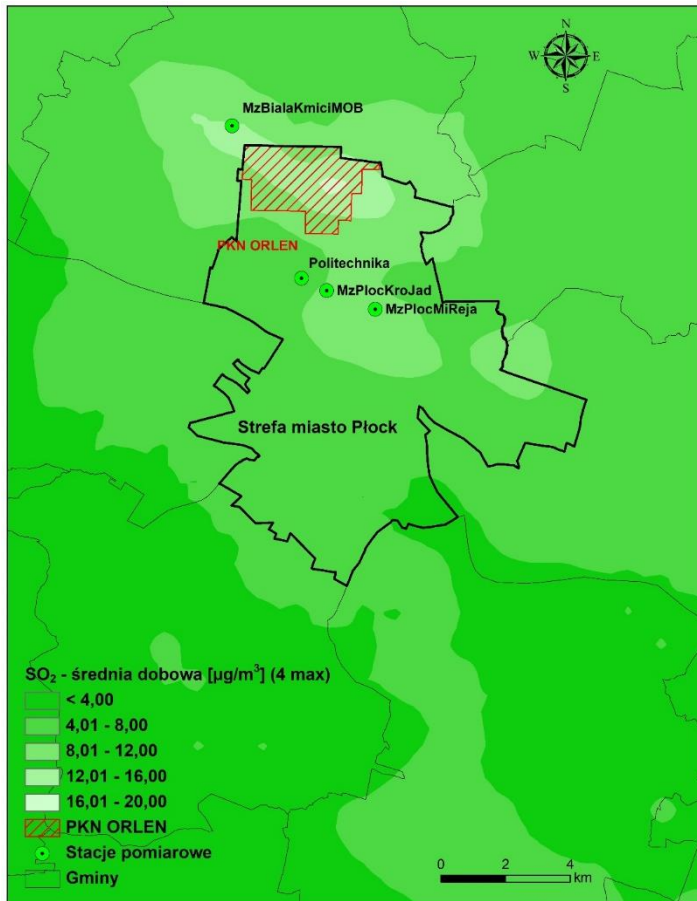 N
W E
S
MzBialaKmiciMOB
PKN ORLEN
Politechnika
MzPlocKroJad
MzPlocMiReja
Strefa miasto Płock
SO₂ - średnia dobowa [µg/m³] (4 max)
< 4,00
4,01 - 8,00
8,01 - 12,00
12,01 - 16,00
16,01 - 20,00
PKN ORLEN
Stacje pomiarowe
Gminy
0 2 4
km